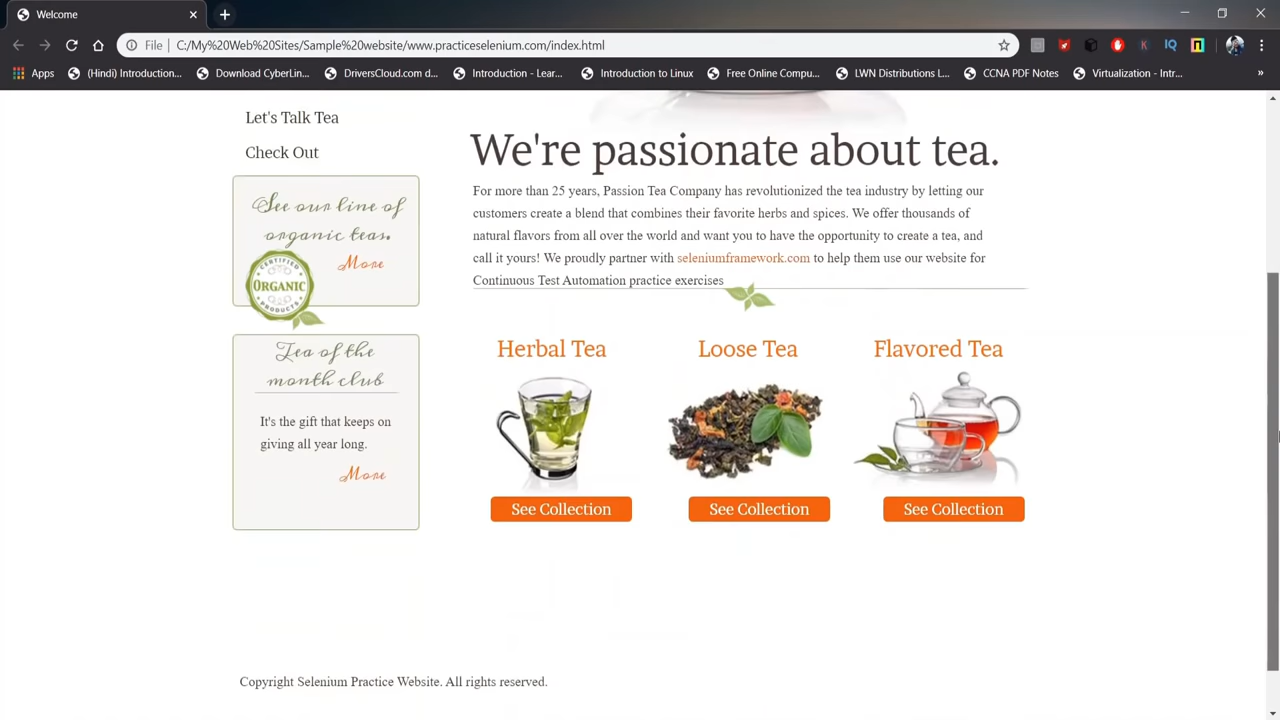 Welcome
File | C:/My%20Web%20Sites/Sample%20website/www.practiceselenium.com/index.html
Apps (Hindi) Introduction... Download CyberLin... DriversCloud.com d... Introduction - Lear... Introduction to Linux Free Online Compu... LWN Distributions L... CCNA PDF Notes Virtualization - Intr... »
Let's Talk Tea
Check Out
See our line of
organic teas.
More
CERTIFIED
ORGANIC
PRODUCTS
Tea of the
month club
It's the gift that keeps on
giving all year long.
More
We're passionate about tea.
For more than 25 years, Passion Tea Company has revolutionized the tea industry by letting our
customers create a blend that combines their favorite herbs and spices. We offer thousands of
natural flavors from all over the world and want you to have the opportunity to create a tea, and
call it yours! We proudly partner with seleniumframework.com to help them use our website for
Continuous Test Automation practice exercises
Herbal Tea Loose Tea Flavored Tea
See Collection See Collection See Collection
Copyright Selenium Practice Website. All rights reserved.